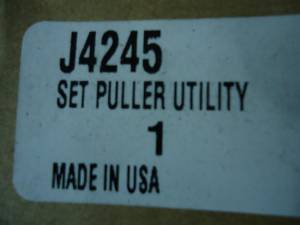 J4245
SET PULLER UTILITY
1
MADE IN USA